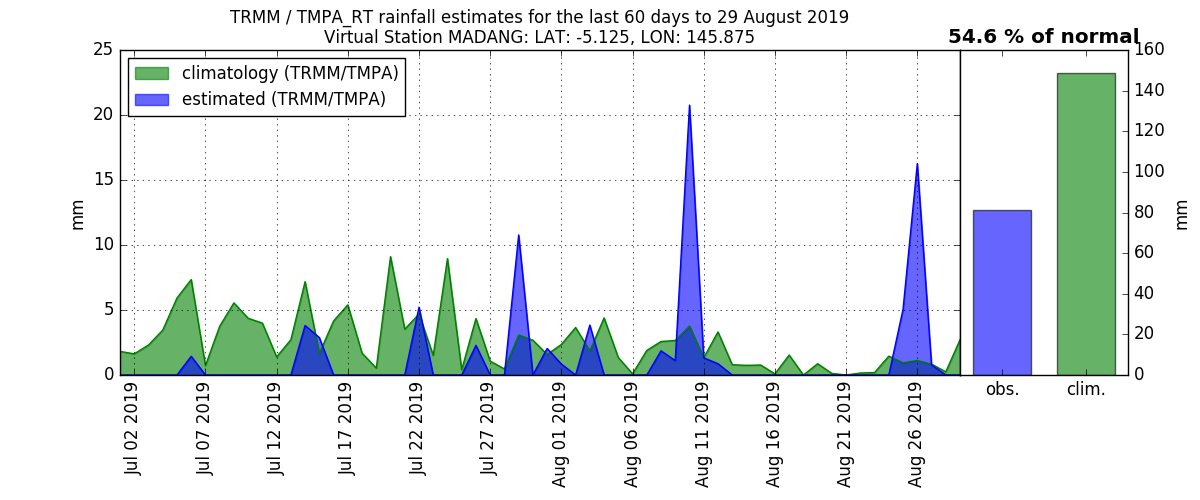 TRMM / TMPA_RT rainfall estimates for the last 60 days to 29 August 2019
Virtual Station MADANG: LAT: -5.125, LON: 145.875
54.6 % of normal
climatology (TRMM/TMPA)
estimated (TRMM/TMPA)
25
20
15
10
5
0
mm
Jul 02 2019
Jul 07 2019
Jul 12 2019
Jul 17 2019
Jul 22 2019
Jul 27 2019
Aug 01 2019
Aug 06 2019
Aug 11 2019
Aug 16 2019
Aug 21 2019
Aug 26 2019
obs.
clim.
160
140
120
100
80
60
40
20
0
mm